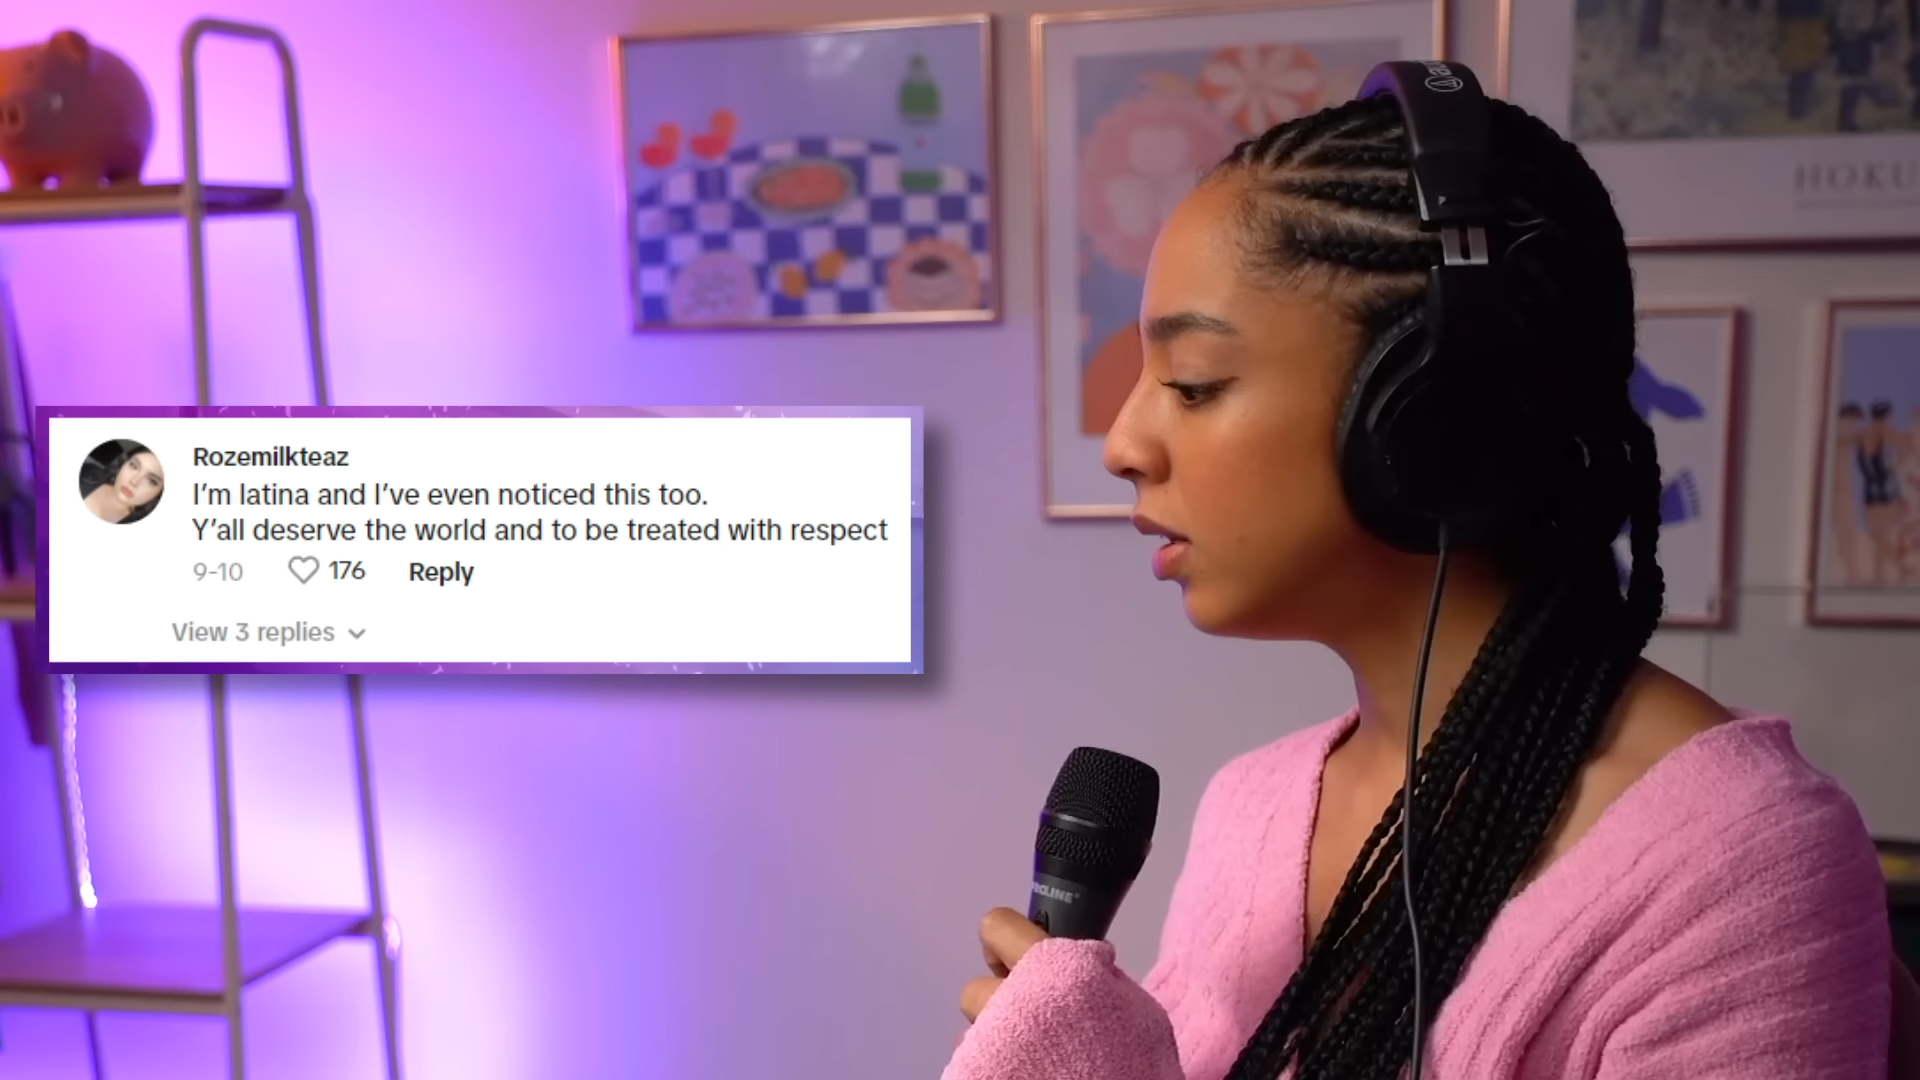 HOKU
Rozemilkteaz
I'm latina and I've even noticed this too.
Y'all deserve the world and to be treated with respect
9-10 176 Reply
View 3 replies